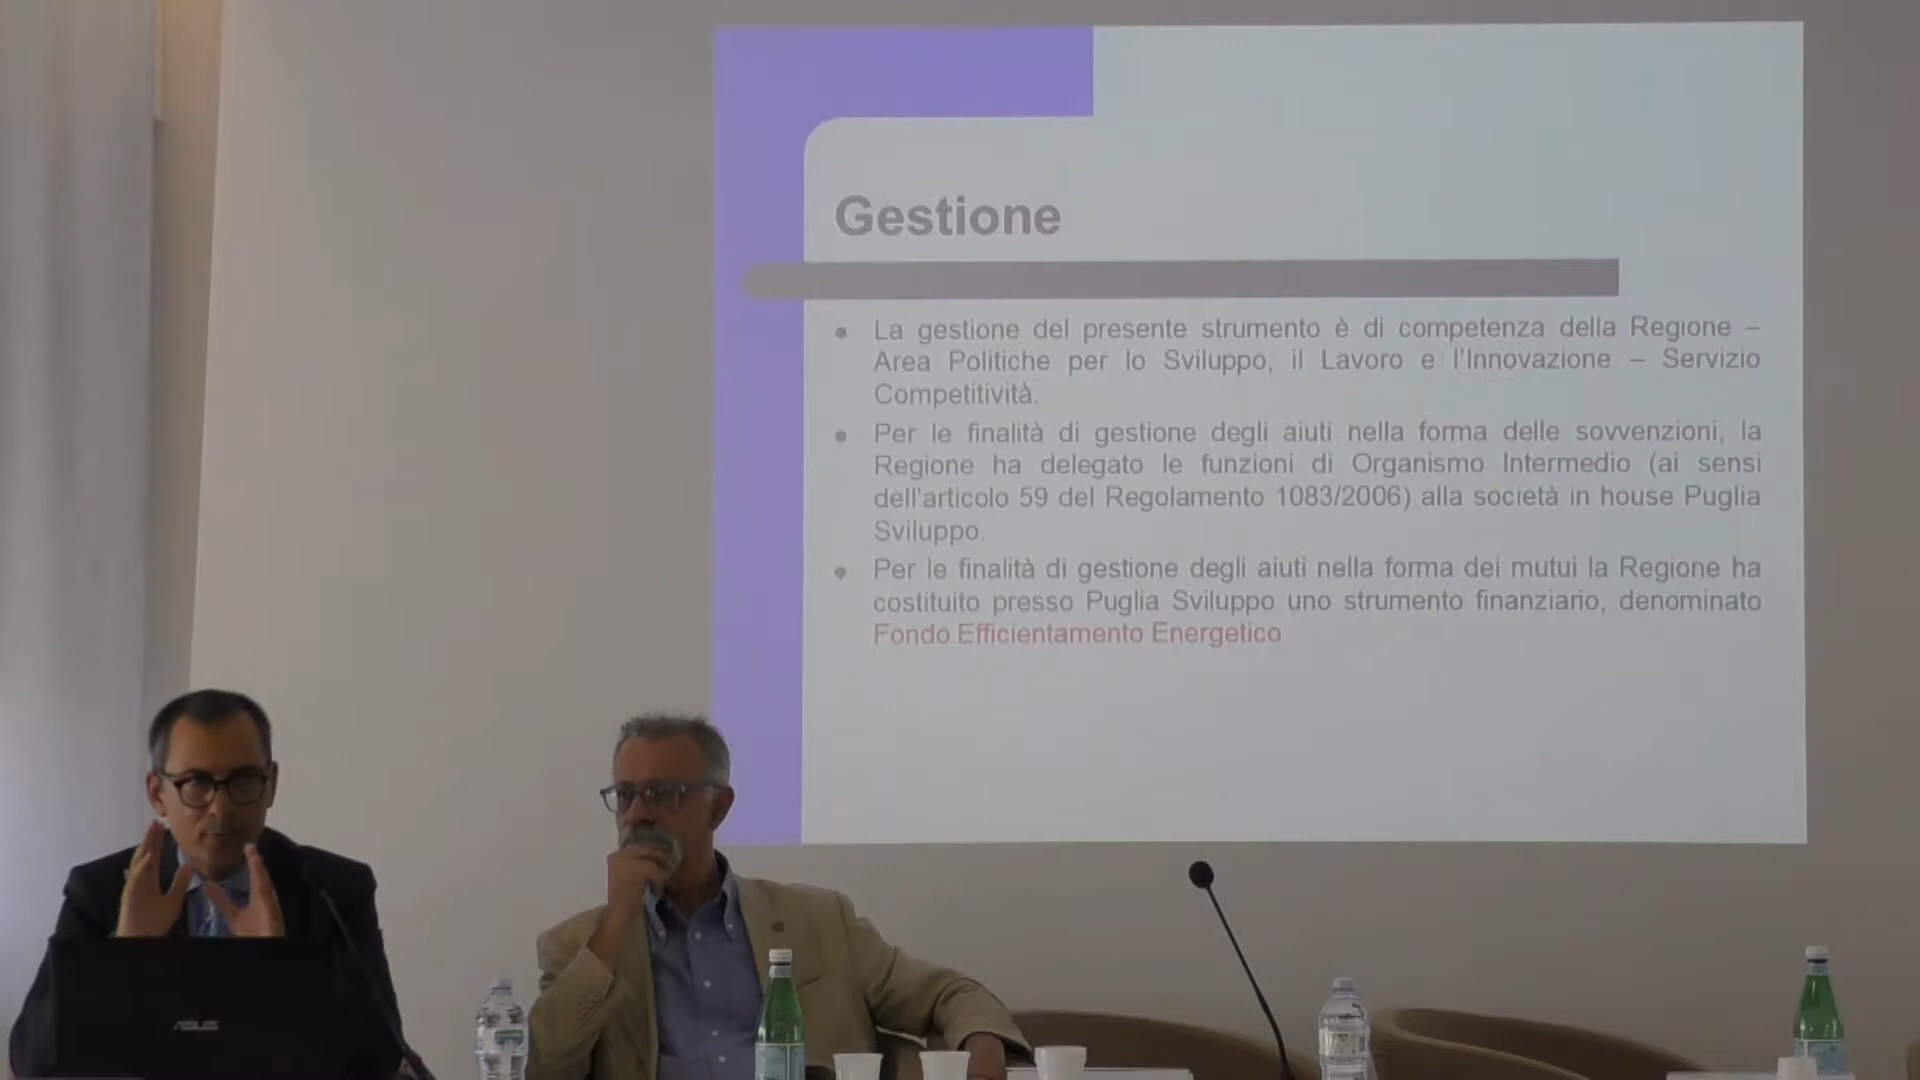 Gestione
La gestione del presente strumento è di competenza della Regione –
Area Politiche per lo Sviluppo, il Lavoro e l'Innovazione – Servizio
Competitività.
Per le finalità di gestione degli aiuti nella forma delle sovvenzioni, la
Regione ha delegato le funzioni di Organismo Intermedio (ai sensi
dell'articolo 59 del Regolamento 1083/2006) alla società in house Puglia
Sviluppo.
Per le finalità di gestione degli aiuti nella forma dei mutui la Regione ha
costituito presso Puglia Sviluppo uno strumento finanziario, denominato
Fondo Efficientamento Energetico
ASUS